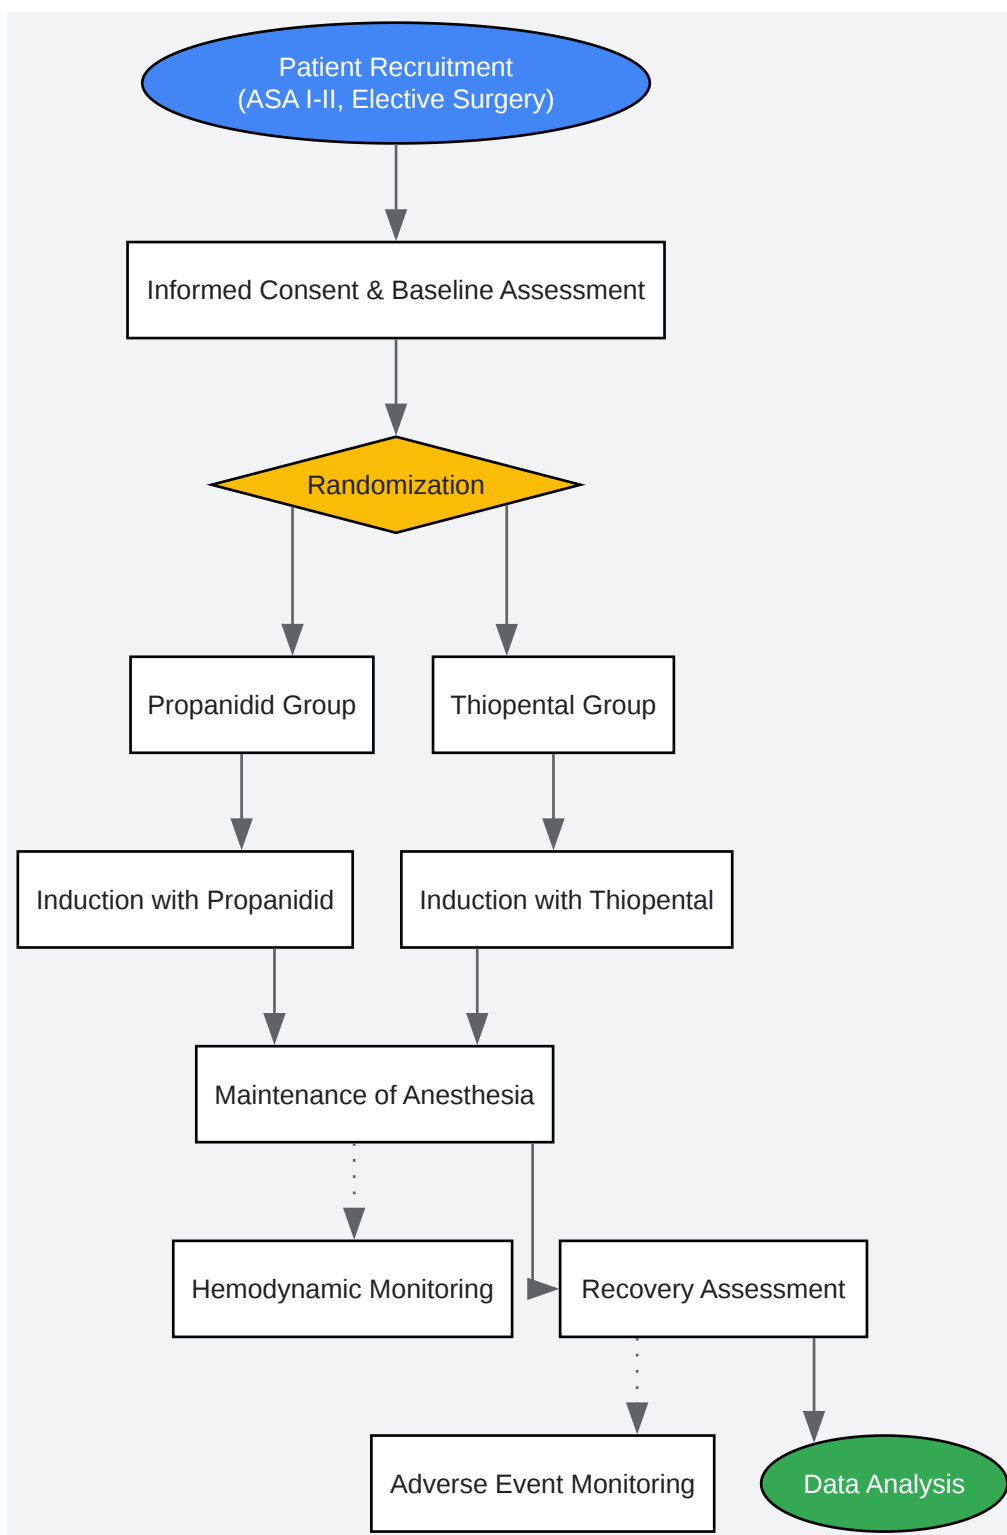 Patient Recruitment
(ASA I-II, Elective Surgery)
Informed Consent & Baseline Assessment
Randomization
Propanidid Group
Thiopental Group
Induction with Propanidid
Induction with Thiopental
Maintenance of Anesthesia
Hemodynamic Monitoring
Recovery Assessment
Adverse Event Monitoring
Data Analysis